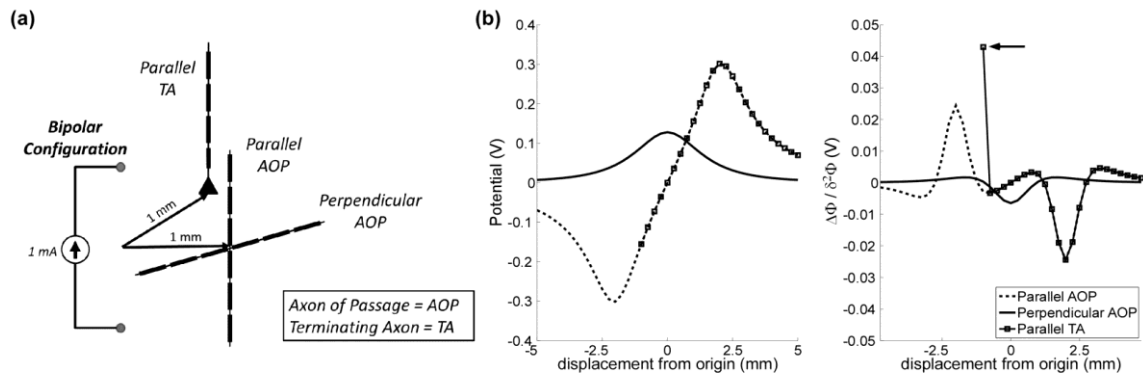 (a)
Parallel
TA
Bipolar
Configuration
Parallel
AOP
1 mm
Perpendicular
AOP
1 mm
1 mA
Axon of Passage = AOP
Terminating Axon = TA
(b)
Potential (V)
0.4
0.3
0.2
0.1
0
-0.1
-0.2
-0.3
-0.4
-5
-2.5
0
2.5
5
displacement from origin (mm)
ΔΦ / δ²Φ (V)
0.05
0.04
0.03
0.02
0.01
0
-0.01
-0.02
-0.03
-0.04
-0.05
-2.5
0
2.5
displacement from origin (mm)
Parallel AOP
Perpendicular AOP
Parallel TA